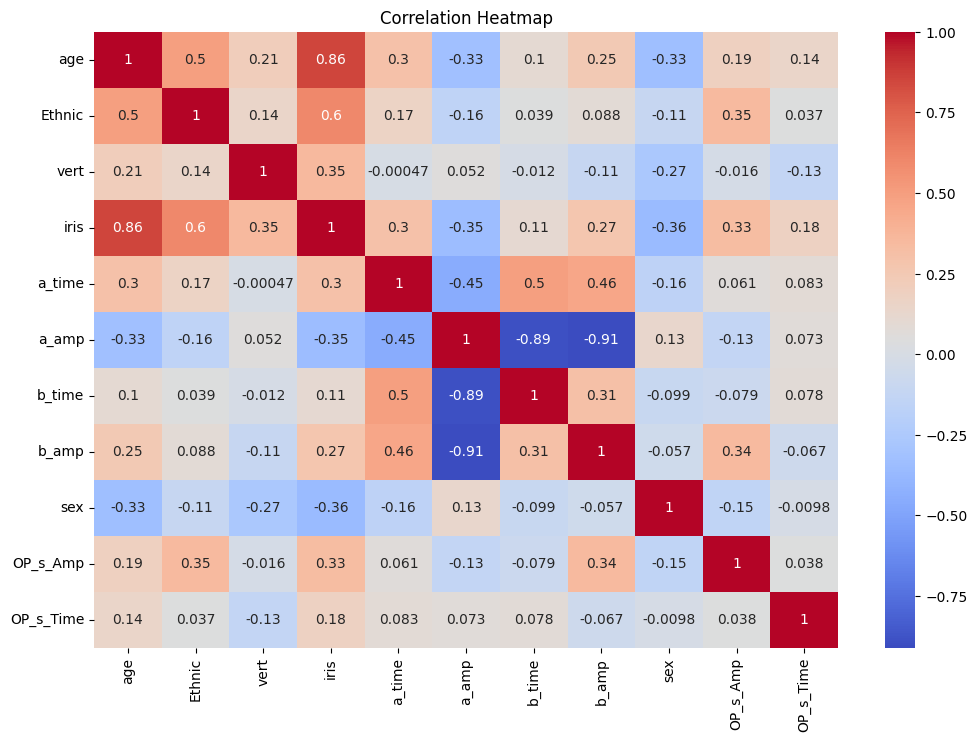 Correlation Heatmap
age 1 0.5 0.21 0.86 0.3 -0.33 0.1 0.25 -0.33 0.19 0.14
Ethnic 0.5 1 0.14 0.6 0.17 -0.16 0.039 0.088 -0.11 0.35 0.037
vert 0.21 0.14 1 0.35 -0.00047 0.052 -0.012 -0.11 -0.27 -0.016 -0.13
iris 0.86 0.6 0.35 1 0.3 -0.35 0.11 0.27 -0.36 0.33 0.18
a_time 0.3 0.17 -0.00047 0.3 1 -0.45 0.5 0.46 -0.16 0.061 0.083
a_amp -0.33 -0.16 0.052 -0.35 -0.45 1 -0.89 -0.91 0.13 -0.13 0.073
b_time 0.1 0.039 -0.012 0.11 0.5 -0.89 1 0.31 -0.099 -0.079 0.078
b_amp 0.25 0.088 -0.11 0.27 0.46 -0.91 0.31 1 -0.057 0.34 -0.067
sex -0.33 -0.11 -0.27 -0.36 -0.16 0.13 -0.099 -0.057 1 -0.15 -0.0098
OP_s_Amp 0.19 0.35 -0.016 0.33 0.061 -0.13 -0.079 0.34 -0.15 1 0.038
OP_s_Time 0.14 0.037 -0.13 0.18 0.083 0.073 0.078 -0.067 -0.0098 0.038 1
age Ethnic vert iris a_time a_amp b_time b_amp sex OP_s_Amp OP_s_Time
1.00
0.75
0.50
0.25
0.00
−0.25
−0.50
−0.75